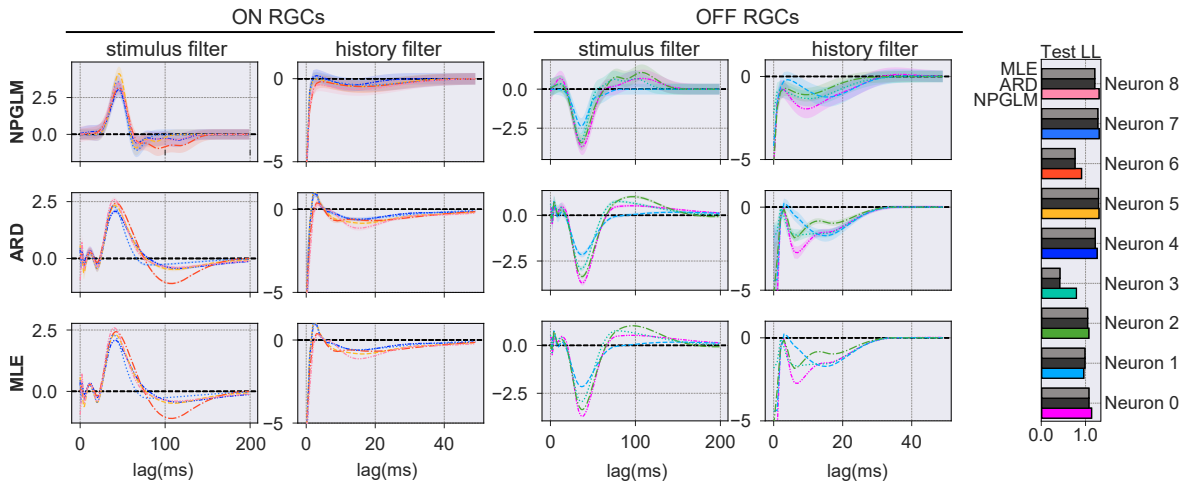 ON RGCs OFF RGCs
stimulus filter history filter stimulus filter history filter Test LL
NPGLM
2.5
0.0
0
−5
0.0
−2.5
0
−5
MLE
ARD
NPGLM
Neuron 8
Neuron 7
Neuron 6
Neuron 5
Neuron 4
Neuron 3
Neuron 2
Neuron 1
Neuron 0
0.0 1.0
ARD
2.5
0.0
0
−5
0.0
−2.5
0
−5
MLE
2.5
0.0
0
−5
0.0
−2.5
0
−5
0 100 200 0 20 40 0 100 200 0 20 40
lag(ms) lag(ms) lag(ms) lag(ms)